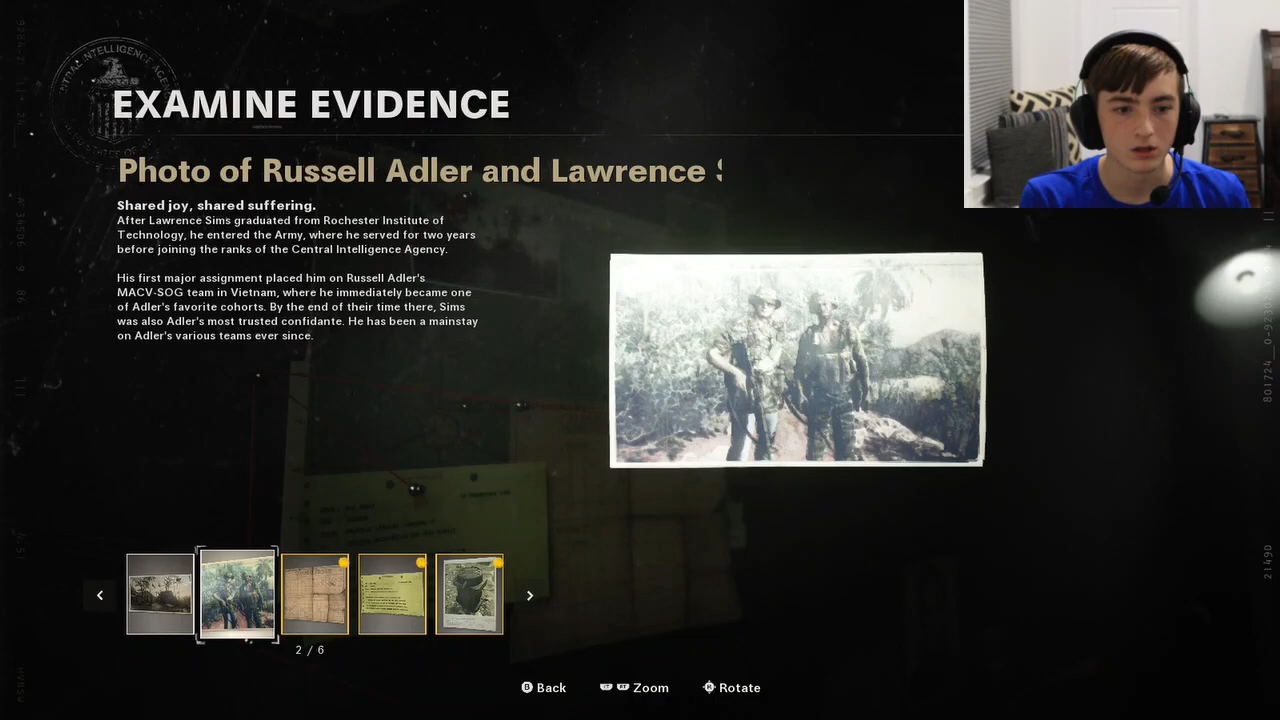 EXAMINE EVIDENCE
Photo of Russell Adler and Lawrence
Shared joy, shared suffering.
After Lawrence Sims graduated from Rochester Institute of
Technology, he entered the Army, where he served for two years
before joining the ranks of the Central Intelligence Agency.
His first major assignment placed him on Russell Adler's
MACV-SOG team in Vietnam, where he immediately became one
of Adler's favorite cohorts. By the end of their time there, Sims
was also Adler's most trusted confidante. He has been a mainstay
on Adler's various teams ever since.
2 / 6
B Back
Zoom
Rotate
2149D